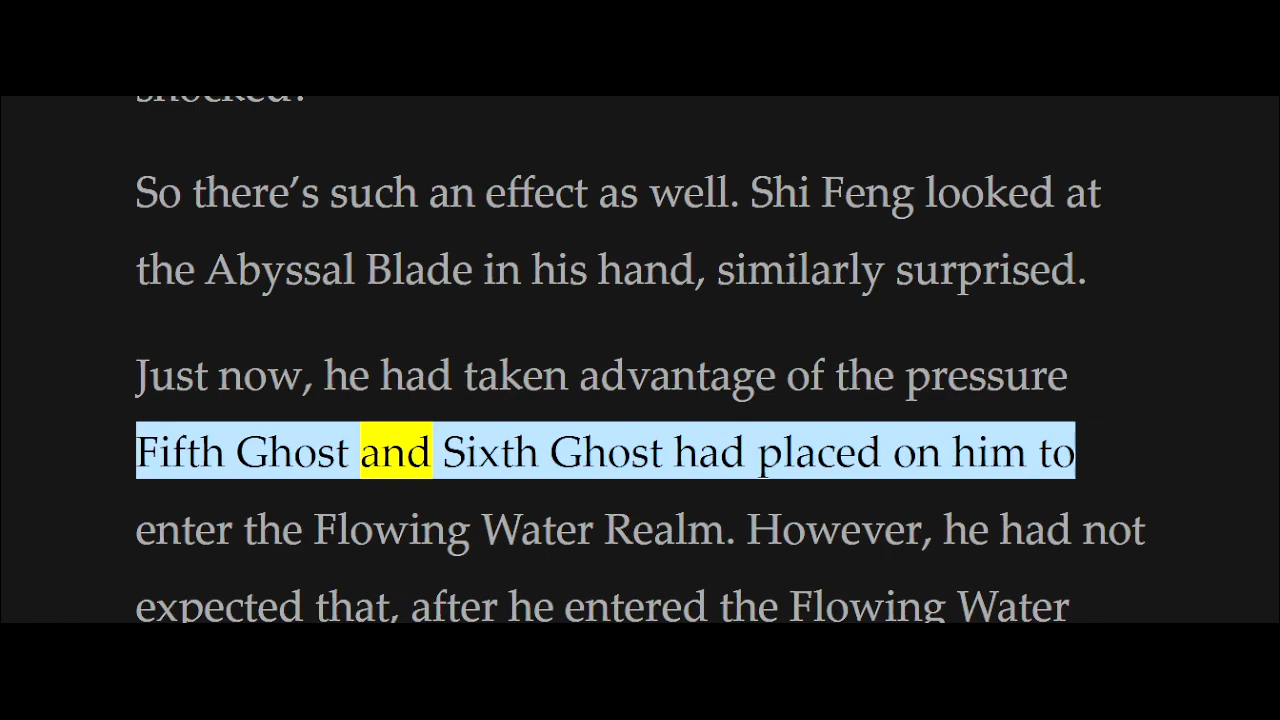 shocked?
So there’s such an effect as well. Shi Feng looked at
the Abyssal Blade in his hand, similarly surprised.
Just now, he had taken advantage of the pressure
Fifth Ghost and Sixth Ghost had placed on him to
enter the Flowing Water Realm. However, he had not
expected that, after he entered the Flowing Water